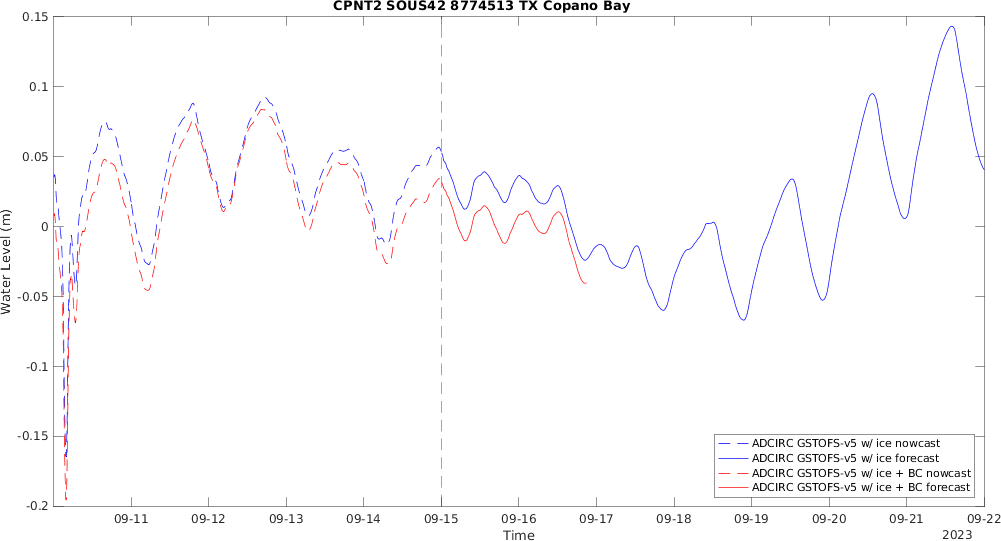 CPNT2 SOUS42 8774513 TX Copano Bay
0.15
0.1
0.05
0
-0.05
-0.1
-0.15
-0.2
Water Level (m)
ADCIRC GSTOFS-v5 w/ ice nowcast
ADCIRC GSTOFS-v5 w/ ice forecast
ADCIRC GSTOFS-v5 w/ ice + BC nowcast
ADCIRC GSTOFS-v5 w/ ice + BC forecast
09-11 09-12 09-13 09-14 09-15 09-16 09-17 09-18 09-19 09-20 09-21 09-22
Time
2023